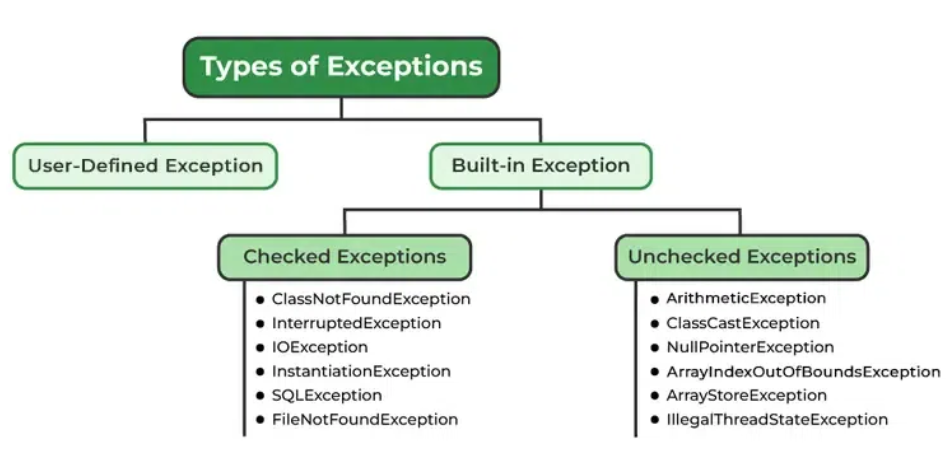 Types of Exceptions
User-Defined Exception
Built-in Exception
Checked Exceptions
• ClassNotFoundException
• InterruptedException
• IOException
• InstantiationException
• SQLException
• FileNotFoundException
Unchecked Exceptions
• ArithmeticException
• ClassCastException
• NullPointerException
• ArrayIndexOutOfBoundsException
• ArrayStoreException
• IllegalThreadStateException